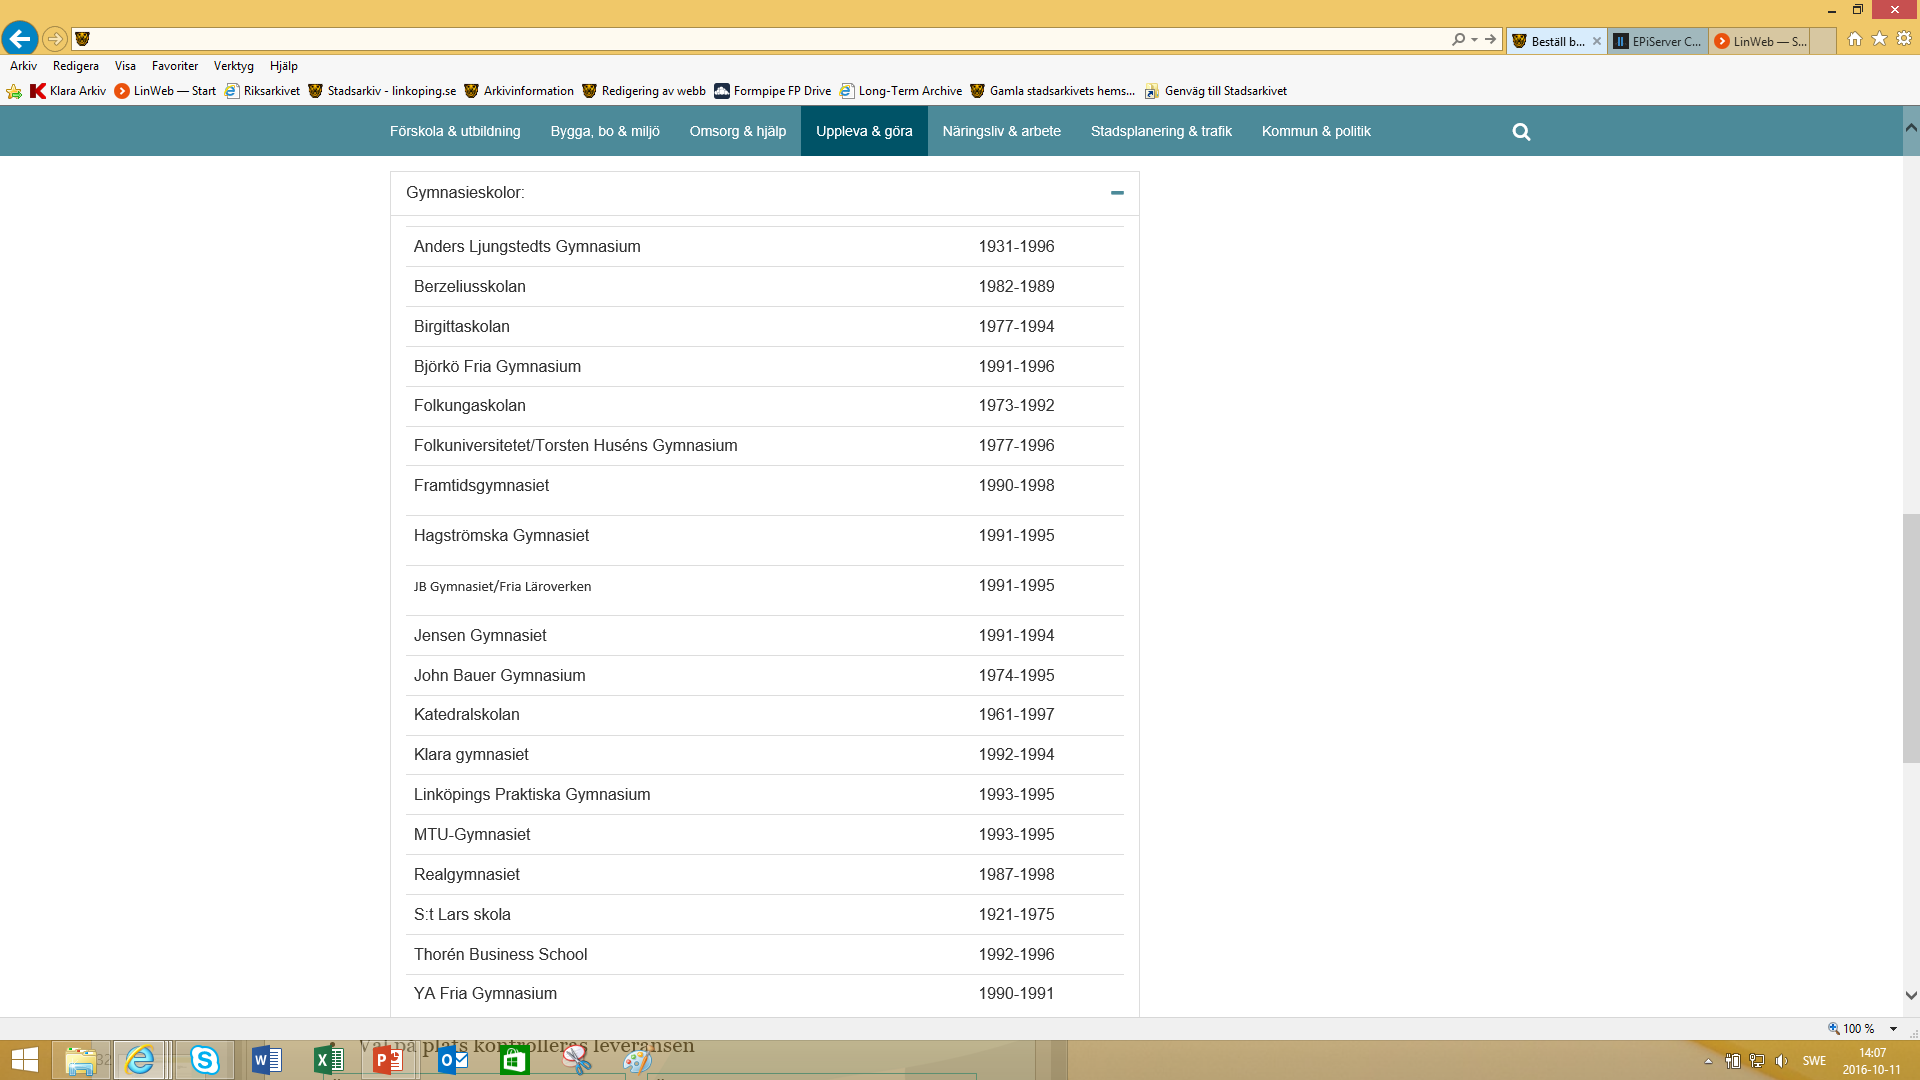 Beställ b...
EPiServer C...
LinWeb — S...
Arkiv Redigera Visa Favoriter Verktyg Hjälp
Klara Arkiv LinWeb — Start Riksarkivet Stadsarkiv - linkoping.se Arkivinformation Redigering av webb Formpipe FP Drive Long-Term Archive Gamla stadsarkivets hems... Genväg till Stadsarkivet
Förskola & utbildning Bygga, bo & miljö Omsorg & hjälp Uppleva & göra Näringsliv & arbete Stadsplanering & trafik Kommun & politik
Gymnasieskolor:
Anders Ljungstedts Gymnasium 1931-1996
Berzeliusskolan 1982-1989
Birgittaskolan 1977-1994
Björkö Fria Gymnasium 1991-1996
Folkungaskolan 1973-1992
Folkuniversitetet/Torsten Huséns Gymnasium 1977-1996
Framtidsgymnasiet 1990-1998
Hagströmska Gymnasiet 1991-1995
JB Gymnasiet/Fria Läroverken 1991-1995
Jensen Gymnasiet 1991-1994
John Bauer Gymnasium 1974-1995
Katedralskolan 1961-1997
Klara gymnasiet 1992-1994
Linköpings Praktiska Gymnasium 1993-1995
MTU-Gymnasiet 1993-1995
Realgymnasiet 1987-1998
S:t Lars skola 1921-1975
Thorén Business School 1992-1996
YA Fria Gymnasium 1990-1991
100 %
Väl på plats kontrolleras leveransen
32
SWE
14:07
2016-10-11